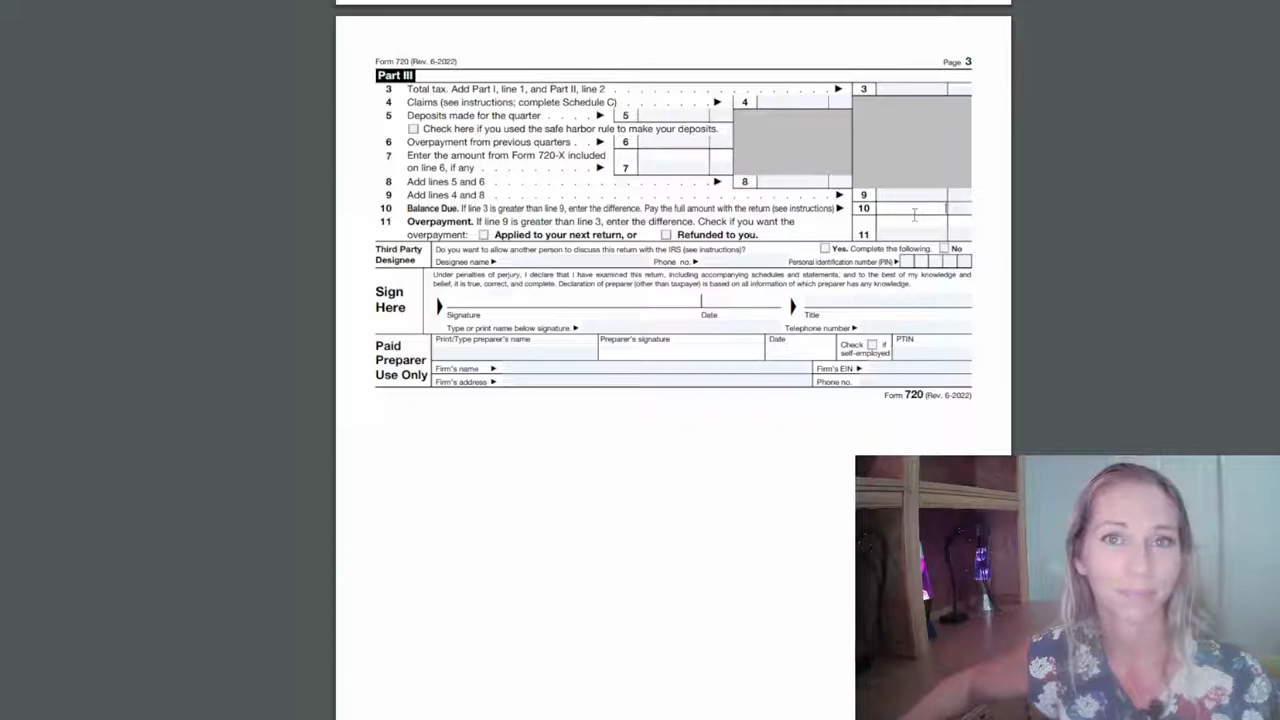 Form 720 (Rev. 6-2022) Page 3
Part III
3 Total tax. Add Part I, line 1, and Part II, line 2 3
4 Claims (see instructions; complete Schedule C) 4
5 Deposits made for the quarter 5
Check here if you used the safe harbor rule to make your deposits.
6 Overpayment from previous quarters 6
7 Enter the amount from Form 720-X included
on line 6, if any 7
8 Add lines 5 and 6 8
9 Add lines 4 and 8 9
10 Balance Due. If line 3 is greater than line 9, enter the difference. Pay the full amount with the return (see instructions) 10
11 Overpayment. If line 9 is greater than line 3, enter the difference. Check if you want the
overpayment: Applied to your next return, or Refunded to you. 11
Third Party
Designee
Do you want to allow another person to discuss this return with the IRS (see instructions)? Yes. Complete the following. No
Designee name Phone no. Personal identification number (PIN)
Sign
Here
Under penalties of perjury, I declare that I have examined this return, including accompanying schedules and statements, and to the best of my knowledge and
belief, it is true, correct, and complete. Declaration of preparer (other than taxpayer) is based on all information of which preparer has any knowledge.
Signature Date Title
Type or print name below signature. Telephone number
Paid
Preparer
Use Only
Print/Type preparer's name Preparer's signature Date Check if
self-employed PTIN
Firm's name Firm's EIN
Firm's address Phone no.
Form 720 (Rev. 6-2022)